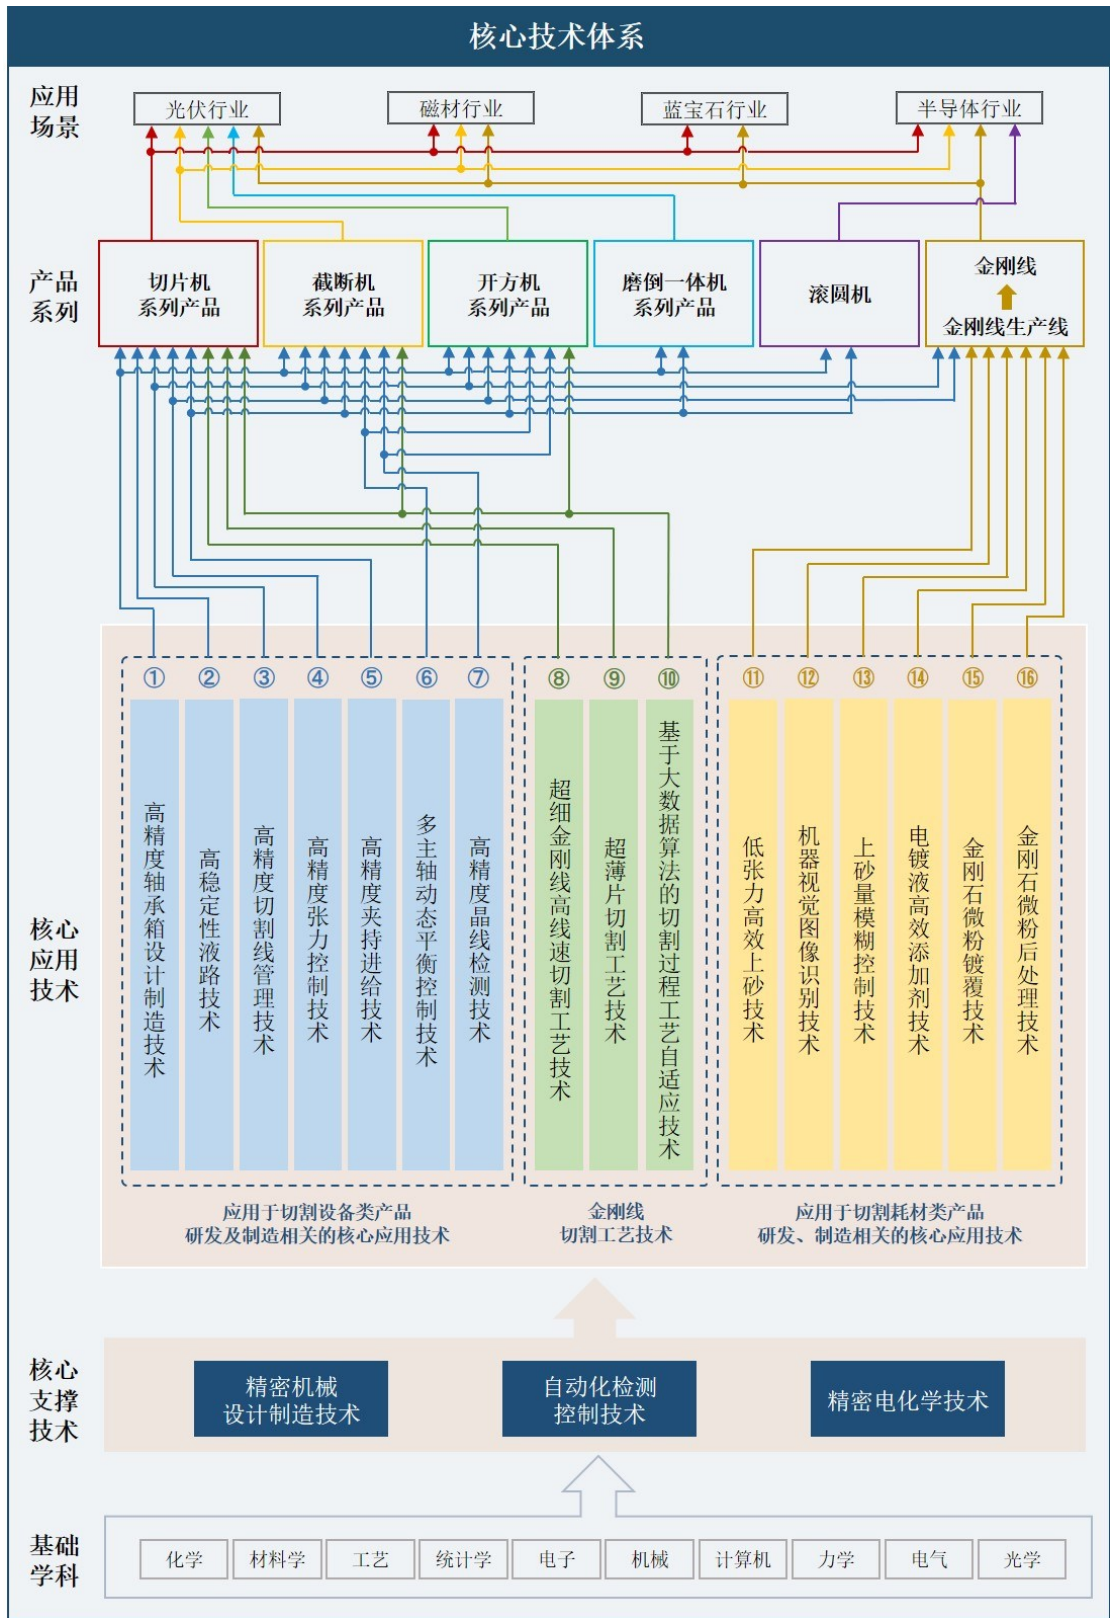 核心技术体系
应用
场景
光伏行业
磁材行业
蓝宝石行业
半导体行业
产品
系列
切片机
系列产品
截断机
系列产品
开方机
系列产品
磨倒一体机
系列产品
滚圆机
金刚线
金刚线生产线
核心
应用
技术
①
②
③
④
⑤
⑥
⑦
⑧
⑨
⑩
⑪
⑫
⑬
⑭
⑮
⑯
高精度轴承箱设计制造技术
高稳定性液路技术
高精度切割线管理技术
高精度张力控制技术
高精度夹持进给技术
多主轴动态平衡控制技术
高精度晶线检测技术
超细金刚线高线速切割工艺技术
超薄片切割工艺技术
基于大数据算法的切割过程工艺自适应技术
低张力高效上砂技术
机器视觉图像识别技术
上砂量模糊控制技术
电镀液高效添加剂技术
金刚石微粉镀覆技术
金刚石微粉后处理技术
应用于切割设备类产品
研发及制造相关的核心应用技术
金刚线
切割工艺技术
应用于切割耗材类产品
研发、制造相关的核心应用技术
核心
支撑
技术
精密机械
设计制造技术
自动化检测
控制技术
精密电化学技术
基础
学科
化学
材料学
工艺
统计学
电子
机械
计算机
力学
电气
光学